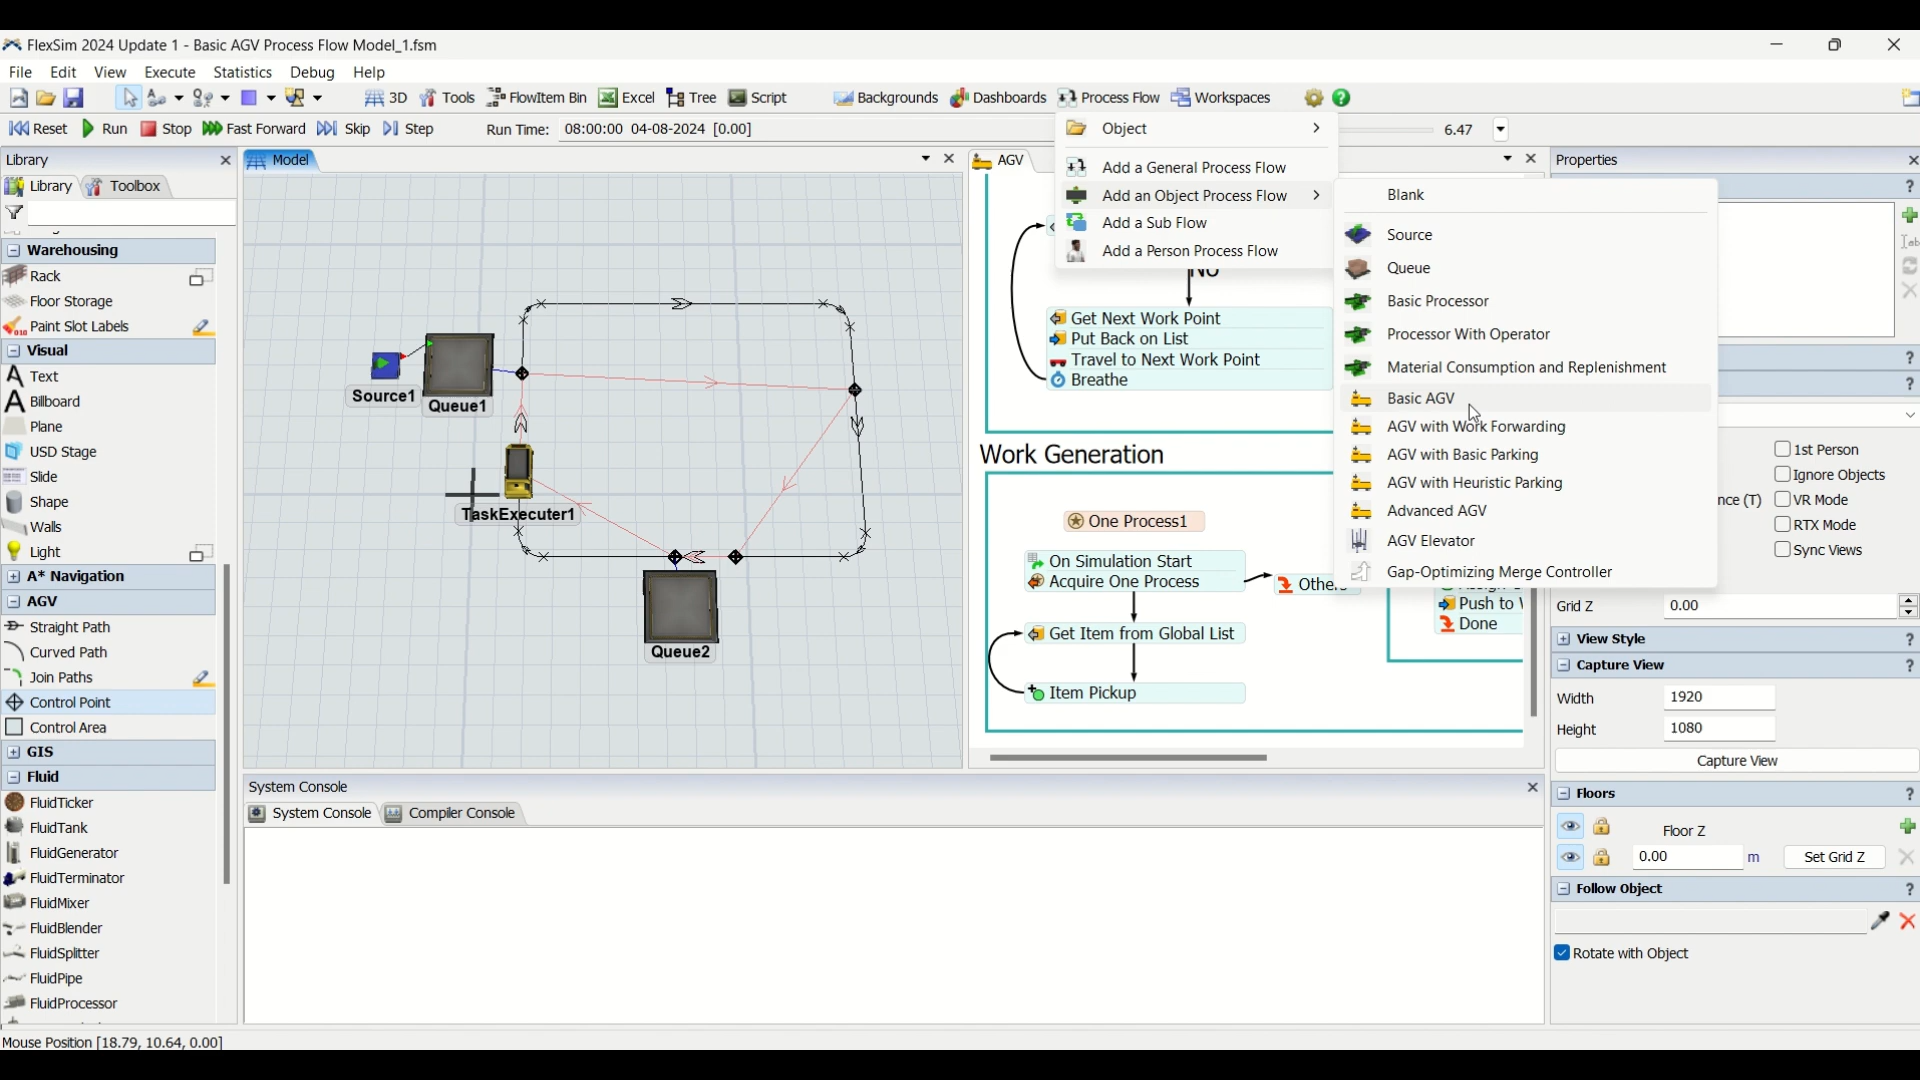 FlexSim 2024 Update 1 - Basic AGV Process Flow Model_1.fsm
File Edit View Execute Statistics Debug Help
3D Tools FlowItem Bin Excel Tree Script Backgrounds Dashboards Process Flow Workspaces
Reset Run Stop Fast Forward Skip Step Run Time: 08:00:00 04-08-2024 [0.00] 6.47
Library
Library Toolbox
Warehousing
Rack
Floor Storage
Paint Slot Labels
Visual
Text
Billboard
Plane
USD Stage
Slide
Shape
Walls
Light
A* Navigation
AGV
Straight Path
Curved Path
Join Paths
Control Point
Control Area
GIS
Fluid
FluidTicker
FluidTank
FluidGenerator
FluidTerminator
FluidMixer
FluidBlender
FluidSplitter
FluidPipe
FluidProcessor
Mouse Position [18.79, 10.64, 0.00]
Model
Source1
Queue1
TaskExecuter1
Queue2
System Console
System Console Compiler Console
AGV
Object
Add a General Process Flow
Add an Object Process Flow
Add a Sub Flow
Add a Person Process Flow
Blank
Source
Queue
Basic Processor
Processor With Operator
Material Consumption and Replenishment
Basic AGV
AGV with Work Forwarding
AGV with Basic Parking
AGV with Heuristic Parking
Advanced AGV
AGV Elevator
Gap-Optimizing Merge Controller
NO
Get Next Work Point
Put Back on List
Travel to Next Work Point
Breathe
Work Generation
One Process1
On Simulation Start
Acquire One Process
Get Item from Global List
Item Pickup
Push to
Done
Properties
1st Person
Ignore Objects
VR Mode
RTX Mode
Sync Views
Grid Z 0.00
View Style
Capture View
Width 1920
Height 1080
Capture View
Floors
Floor Z
0.00 m Set Grid Z
Follow Object
Rotate with Object